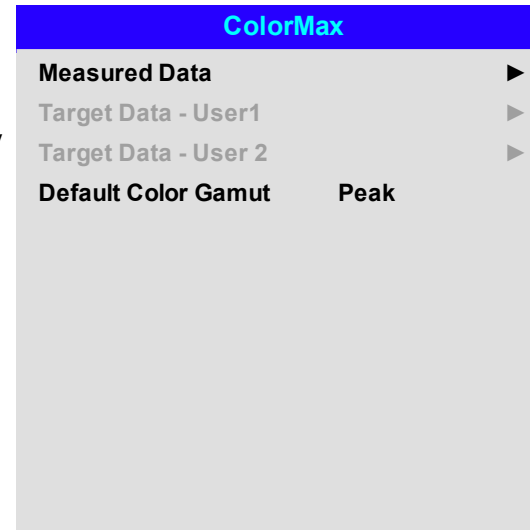 ColorMax
Measured Data ►
Target Data - User1 ►
Target Data - User 2 ►
Default Color Gamut Peak